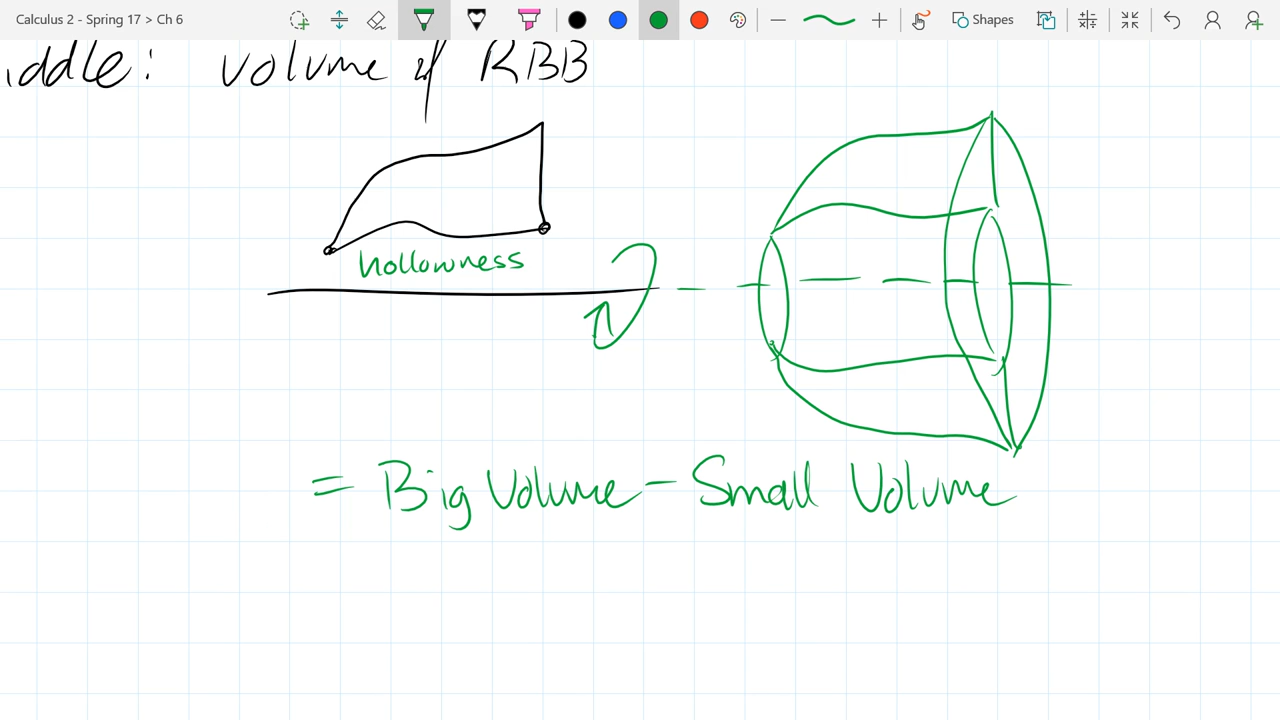 Calculus 2 - Spring 17 > Ch 6
Shapes
iddle: volume of RBB
hollowness
= Big Volume - Small Volume